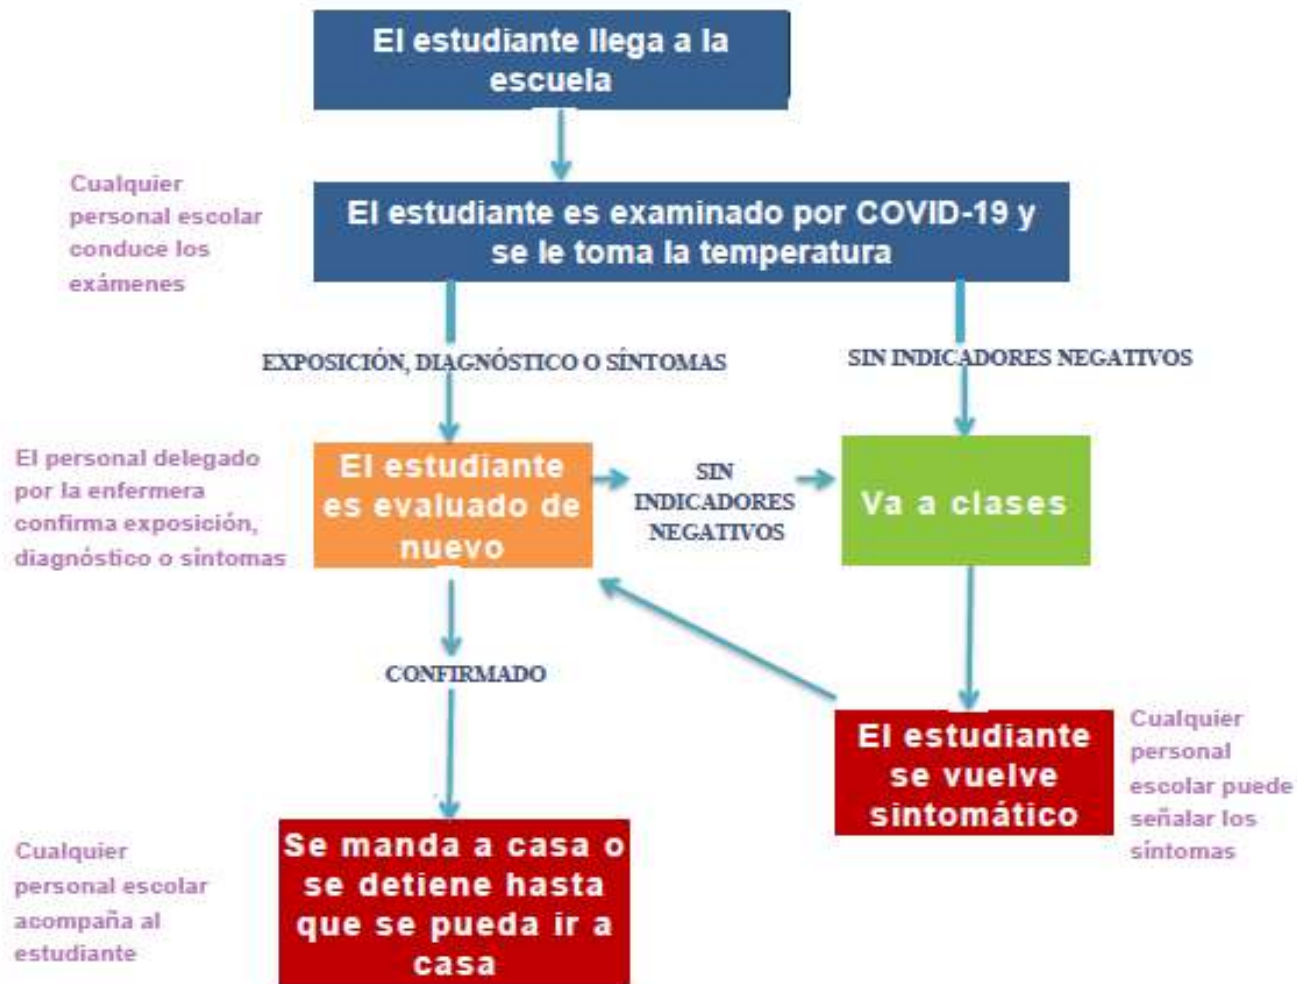 El estudiante llega a la
escuela
Cualquier
personal escolar
conduce los
exámenes
El estudiante es examinado por COVID-19 y
se le toma la temperatura
EXPOSICIÓN, DIAGNÓSTICO O SÍNTOMAS
SIN INDICADORES NEGATIVOS
El personal delegado
por la enfermera
confirma exposición,
diagnóstico o síntomas
El estudiante
es evaluado de
nuevo
SIN
INDICADORES
NEGATIVOS
Va a clases
CONFIRMADO
El estudiante
se vuelve
sintomático
Cualquier
personal
escolar puede
señalar los
síntomas
Cualquier
personal escolar
acompaña al
estudiante
Se manda a casa o
se detiene hasta
que se pueda ir a
casa